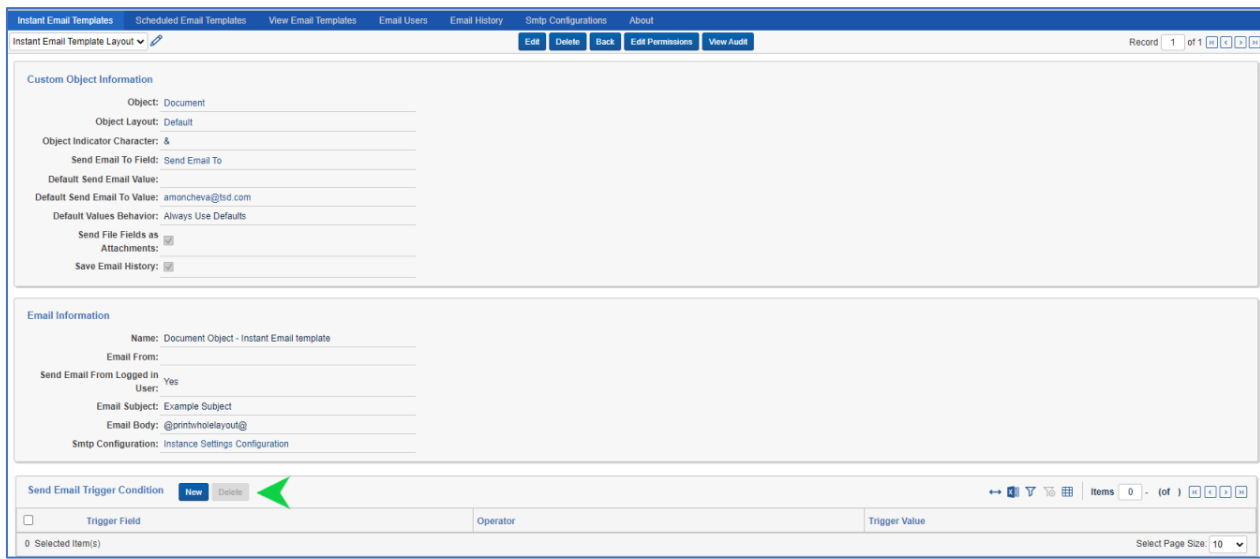 Instant Email Templates Scheduled Email Templates View Email Templates Email Users Email History Smtp Configurations About
Instant Email Template Layout Edit Delete Back Edit Permissions View Audit Record 1 of 1
Custom Object Information
Object: Document
Object Layout: Default
Object Indicator Character: &
Send Email To Field: Send Email To
Default Send Email Value:
Default Send Email To Value: amoncheva@tsd.com
Default Values Behavior: Always Use Defaults
Send File Fields as
Attachments:
Save Email History:
Email Information
Name: Document Object - Instant Email template
Email From:
Send Email From Logged in
User: Yes
Email Subject: Example Subject
Email Body: @printwholelayout@
Smtp Configuration: Instance Settings Configuration
Send Email Trigger Condition New Delete Items 0 - (of )
Trigger Field Operator Trigger Value
0 Selected Item(s) Select Page Size: 10